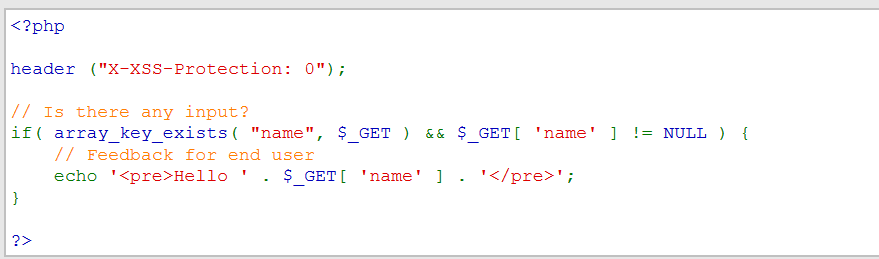 <?php
header ("X-XSS-Protection: 0");
// Is there any input?
if( array_key_exists( "name", $_GET ) && $_GET[ 'name' ] != NULL ) {
// Feedback for end user
echo '<pre>Hello ' . $_GET[ 'name' ] . '</pre>';
}
?>